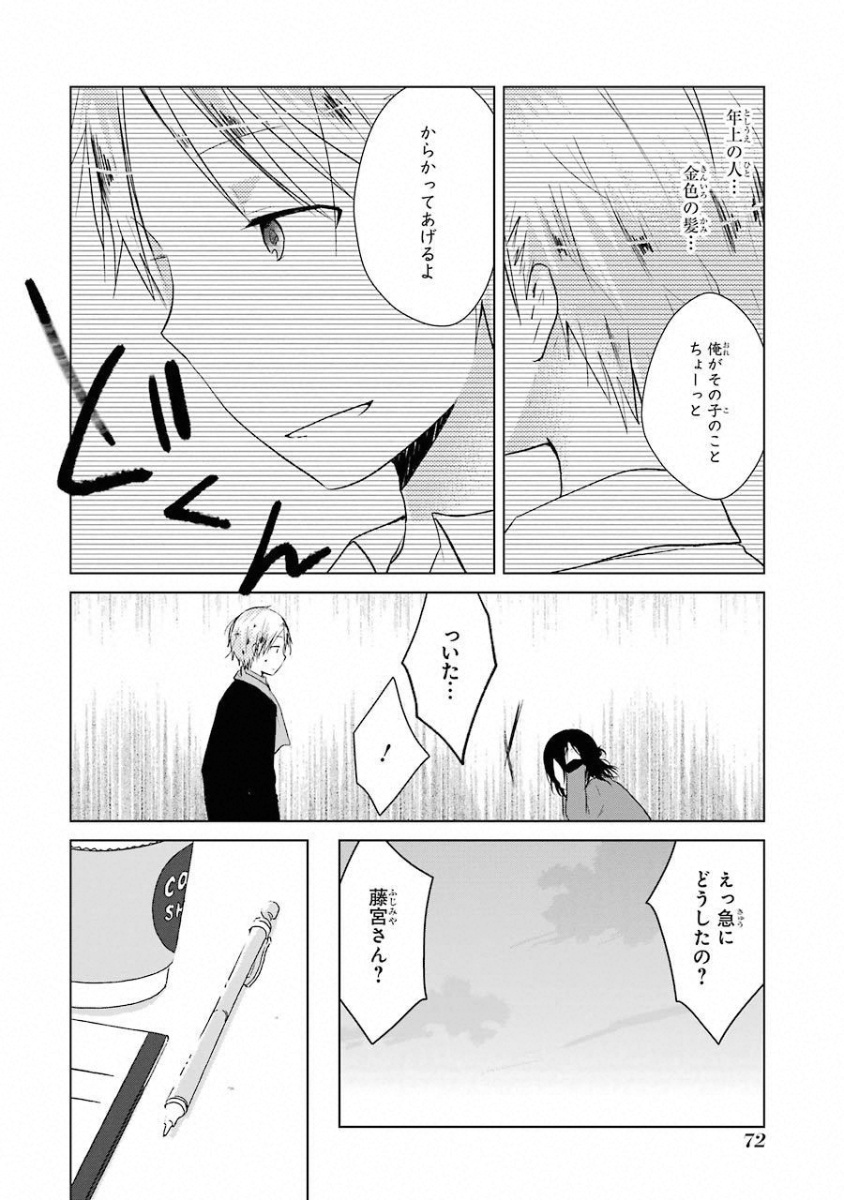 年上の人…
金色の髪…
俺がその子のこと
ちょーっと
からかってあげるよ
どくん
ついた…
！
えっ急に
どうしたの？
藤宮さん？
CO
SH
72